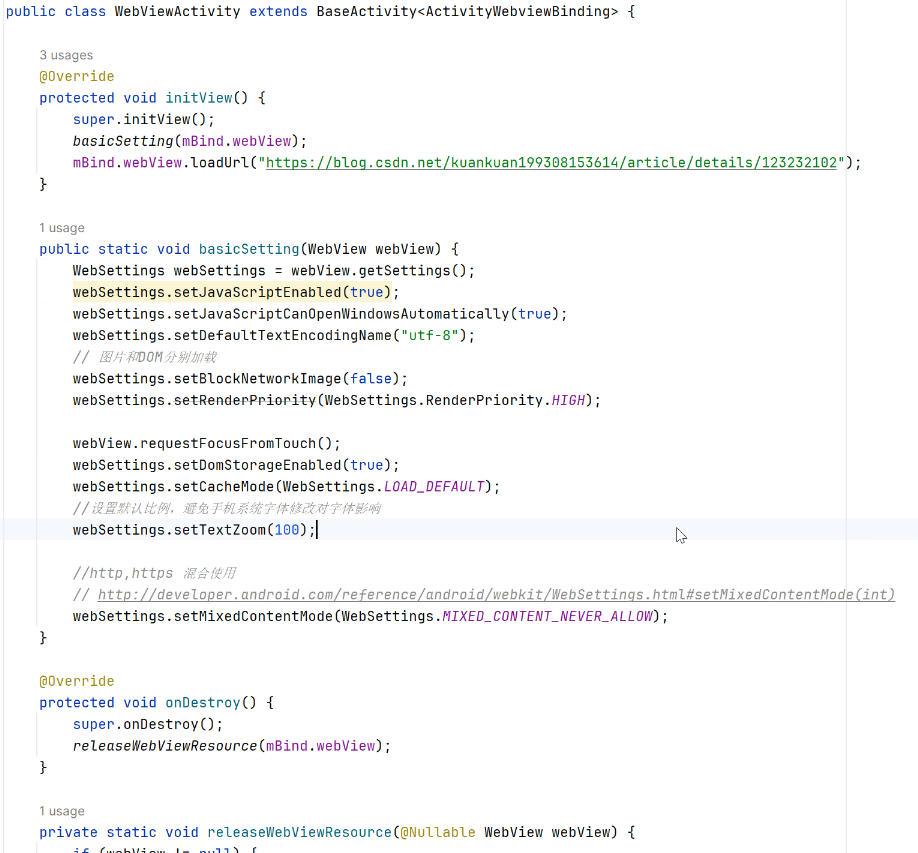 public class WebViewActivity extends BaseActivity<ActivityWebviewBinding> {
3 usages
@Override
protected void initView() {
super.initView();
basicSetting(mBind.webView);
mBind.webView.loadUrl("https://blog.csdn.net/kuankuan199308153614/article/details/123232102");
}
1 usage
public static void basicSetting(WebView webView) {
WebSettings webSettings = webView.getSettings();
webSettings.setJavaScriptEnabled(true);
webSettings.setJavaScriptCanOpenWindowsAutomatically(true);
webSettings.setDefaultTextEncodingName("utf-8");
// 图片和DOM分别加载
webSettings.setBlockNetworkImage(false);
webSettings.setRenderPriority(WebSettings.RenderPriority.HIGH);
webView.requestFocusFromTouch();
webSettings.setDomStorageEnabled(true);
webSettings.setCacheMode(WebSettings.LOAD_DEFAULT);
//设置默认比例，避免手机系统字体修改对字体影响
webSettings.setTextZoom(100);
//http,https 混合使用
// http://developer.android.com/reference/android/webkit/WebSettings.html#setMixedContentMode(int)
webSettings.setMixedContentMode(WebSettings.MIXED_CONTENT_NEVER_ALLOW);
}
@Override
protected void onDestroy() {
super.onDestroy();
releaseWebViewResource(mBind.webView);
}
1 usage
private static void releaseWebViewResource(@Nullable WebView webView) {
if (webView != null) {